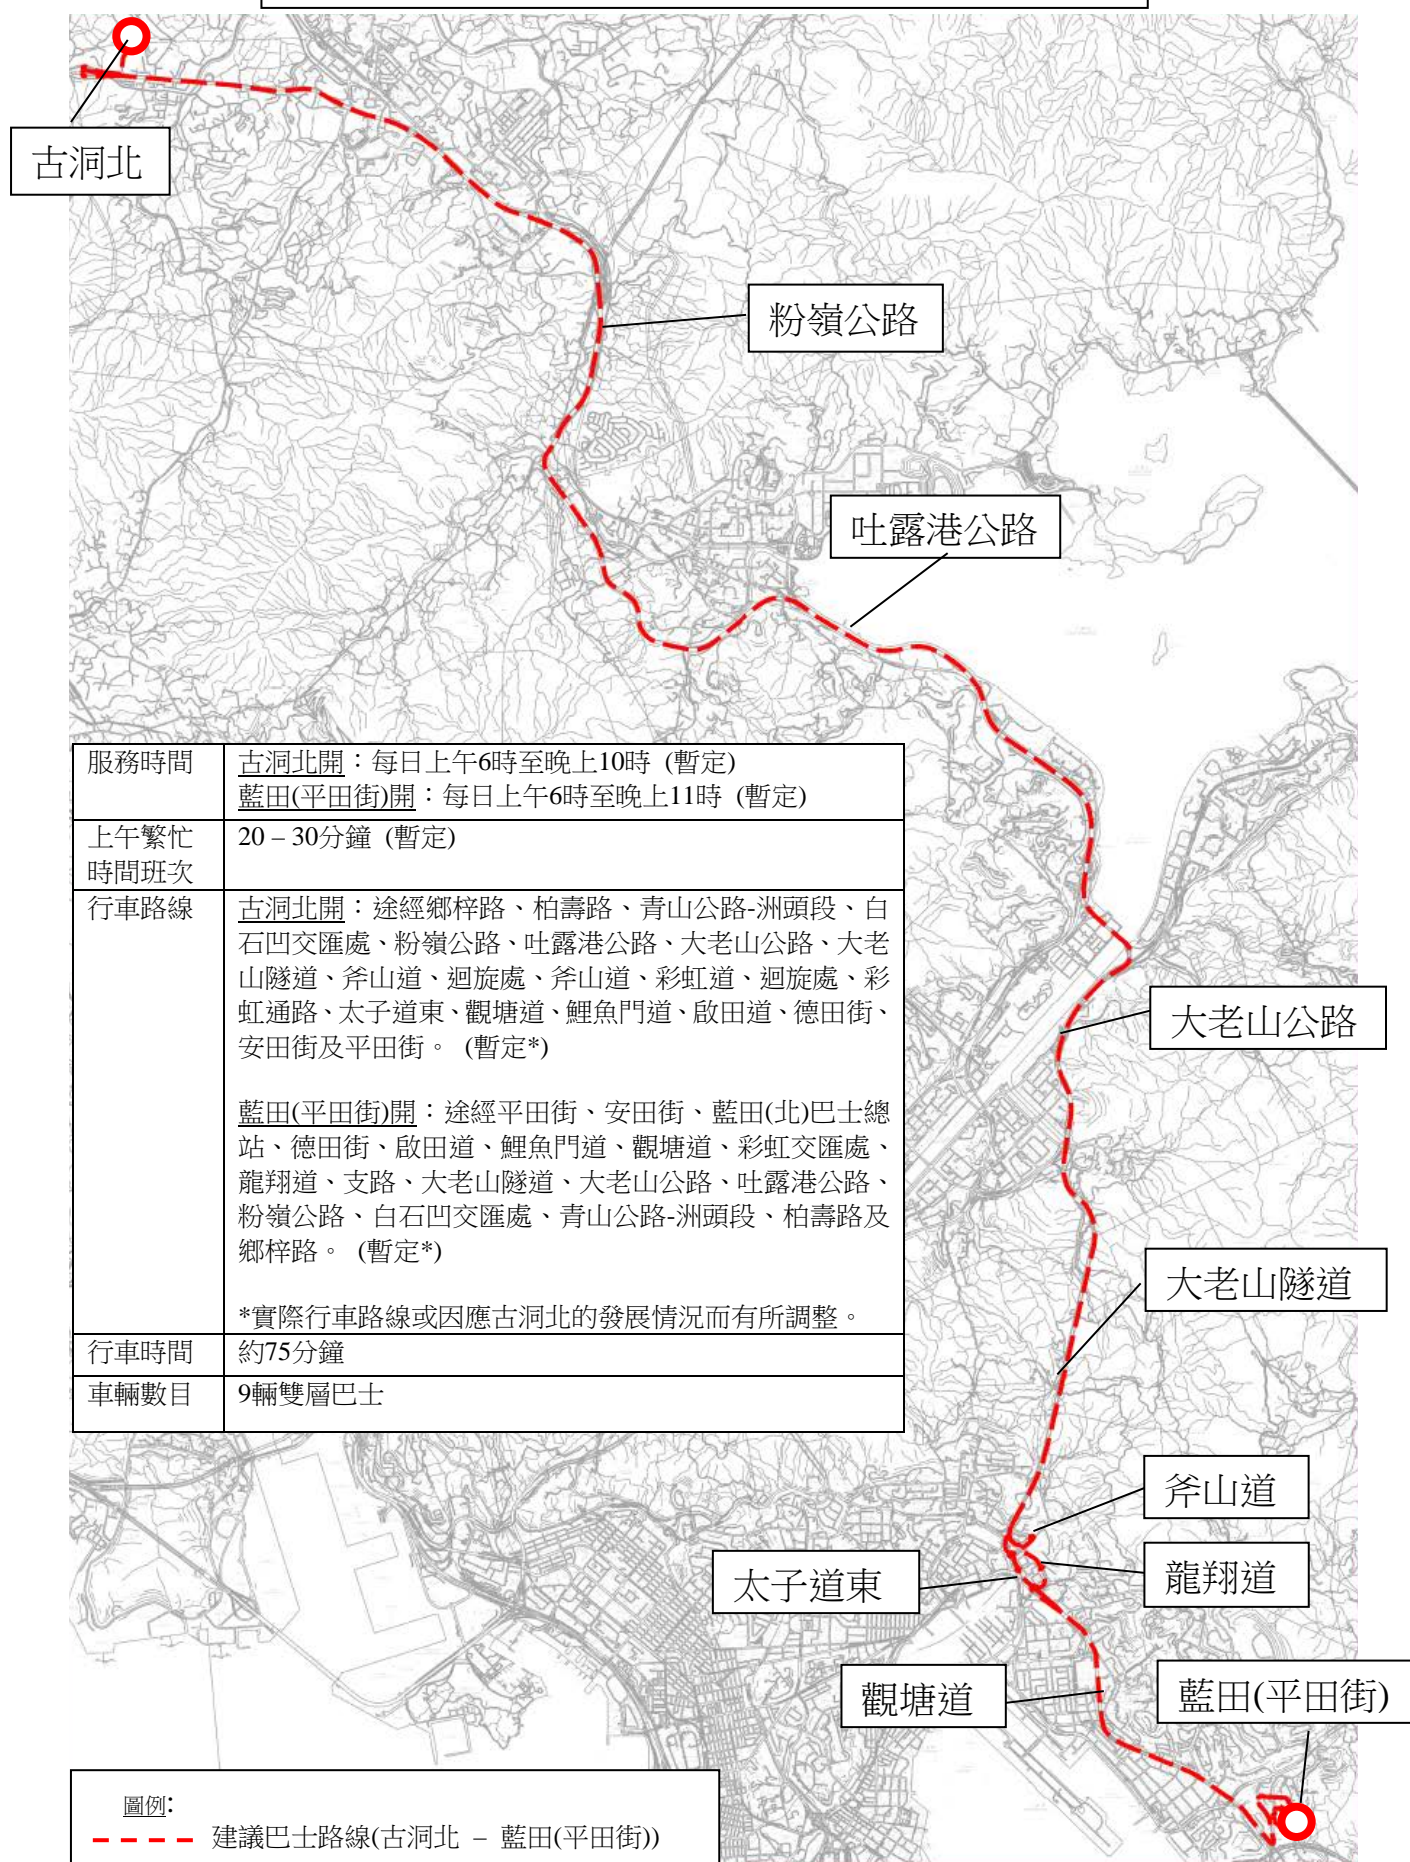 古洞北
粉嶺公路
吐露港公路
服務時間
古洞北開：每日上午6時至晚上10時 (暫定)
藍田(平田街)開：每日上午6時至晚上11時 (暫定)
上午繁忙
時間班次
20 – 30分鐘 (暫定)
行車路線
古洞北開：途經鄉梓路、柏壽路、青山公路-洲頭段、白
石凹交匯處、粉嶺公路、吐露港公路、大老山公路、大老
山隧道、斧山道、迴旋處、斧山道、彩虹道、迴旋處、彩
虹通路、太子道東、觀塘道、鯉魚門道、啟田道、德田街、
安田街及平田街。 (暫定*)
藍田(平田街)開：途經平田街、安田街、藍田(北)巴士總
站、德田街、啟田道、鯉魚門道、觀塘道、彩虹交匯處、
龍翔道、支路、大老山隧道、大老山公路、吐露港公路、
粉嶺公路、白石凹交匯處、青山公路-洲頭段、柏壽路及
鄉梓路。 (暫定*)
*實際行車路線或因應古洞北的發展情況而有所調整。
行車時間
約75分鐘
車輛數目
9輛雙層巴士
大老山公路
大老山隧道
斧山道
龍翔道
太子道東
觀塘道
藍田(平田街)
圖例:
建議巴士路線(古洞北 – 藍田(平田街))